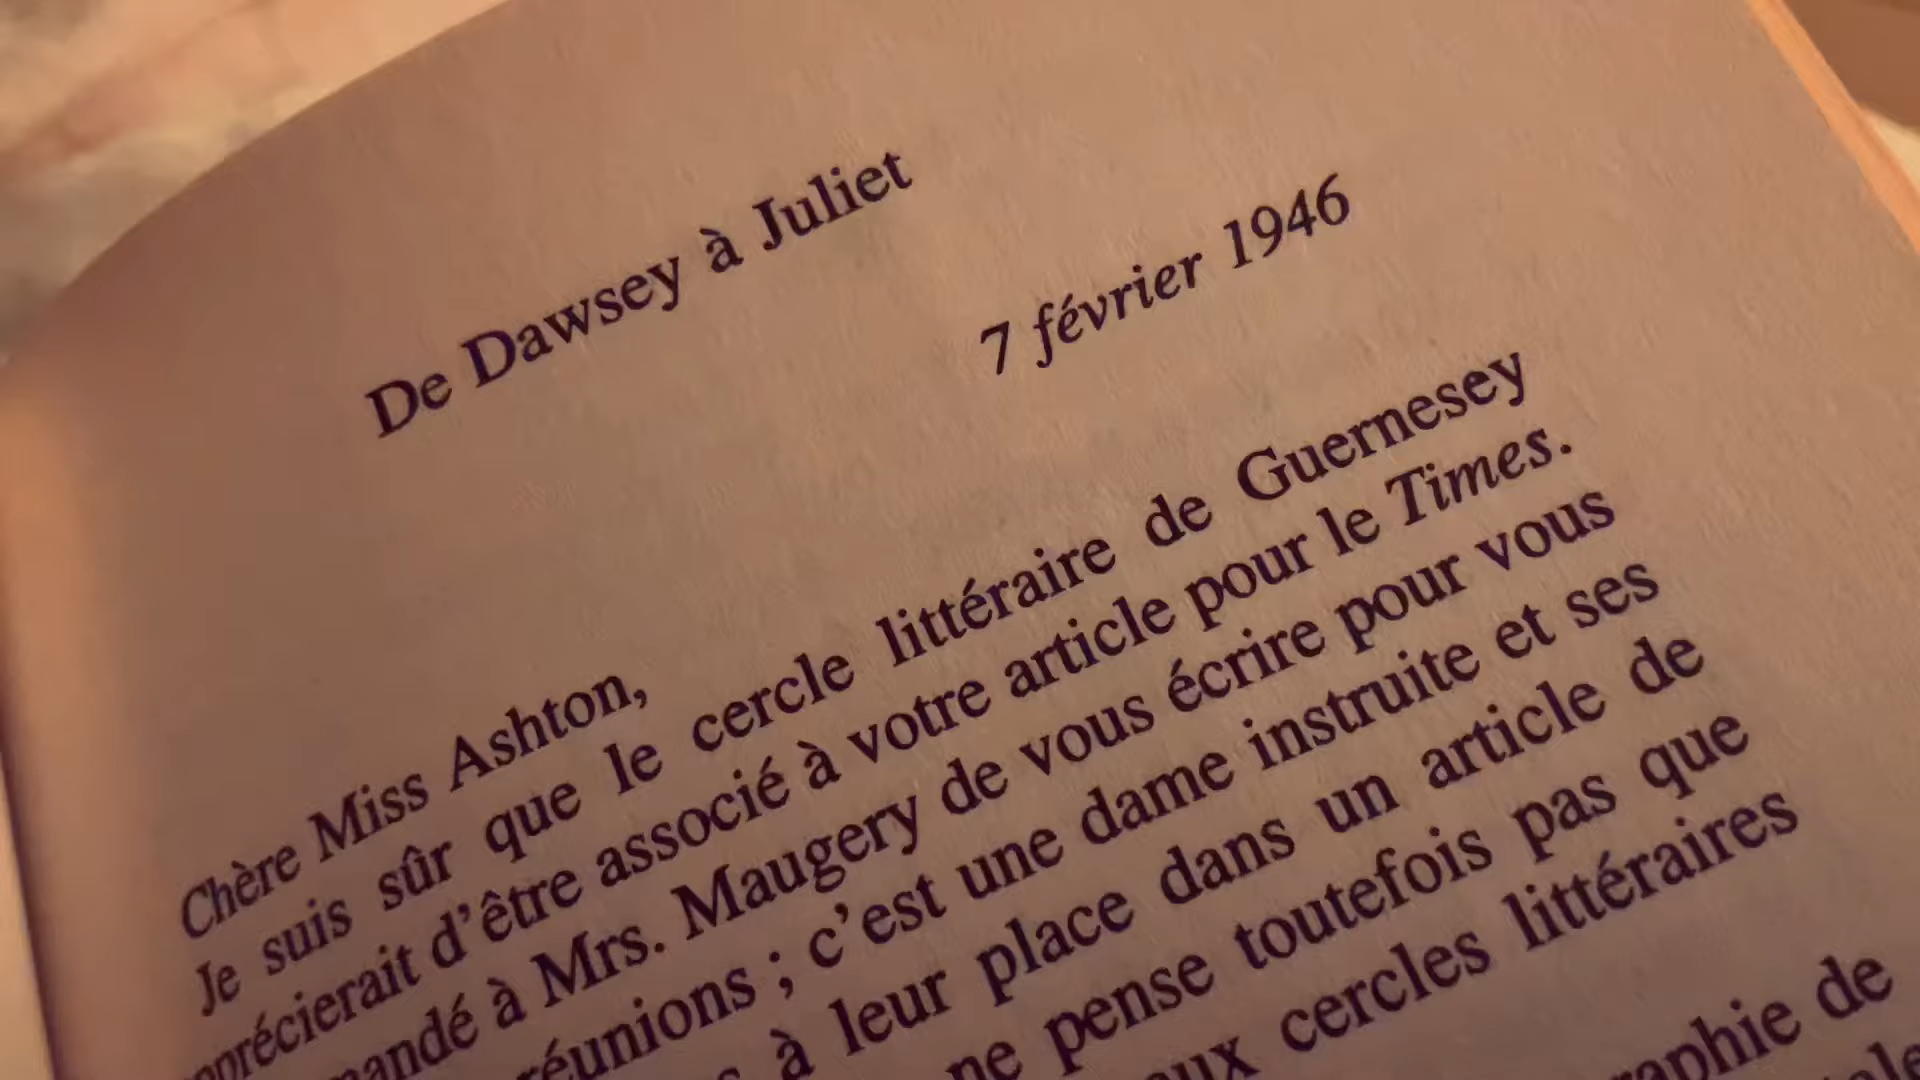 De Dawsey à Juliet
7 février 1946
Chère Miss Ashton,
Je suis sûr que le cercle littéraire de Guernesey
d'être associé à votre article pour le Times.
à Mrs. Maugery de vous écrire pour vous
réunions ; c'est une dame instruite et ses
à leur place dans un article de
ne pense toutefois pas que
aux cercles littéraires
de